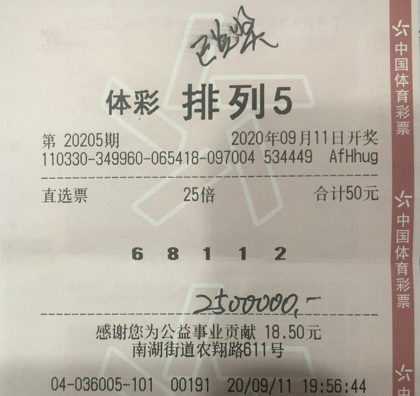 已兑奖
体彩 排列5
第 20205期 2020年09月11日开奖
110330-349960-065418-097004 534449 AfHhug
直选票 25倍 合计50元
6 8 1 1 2
2500000,-
感谢您为公益事业贡献 18.50元
南湖街道农翔路611号
04-036005-101 00191 20/09/11 19:56:44
中国体育彩票
中国体育彩票
中国体育彩票